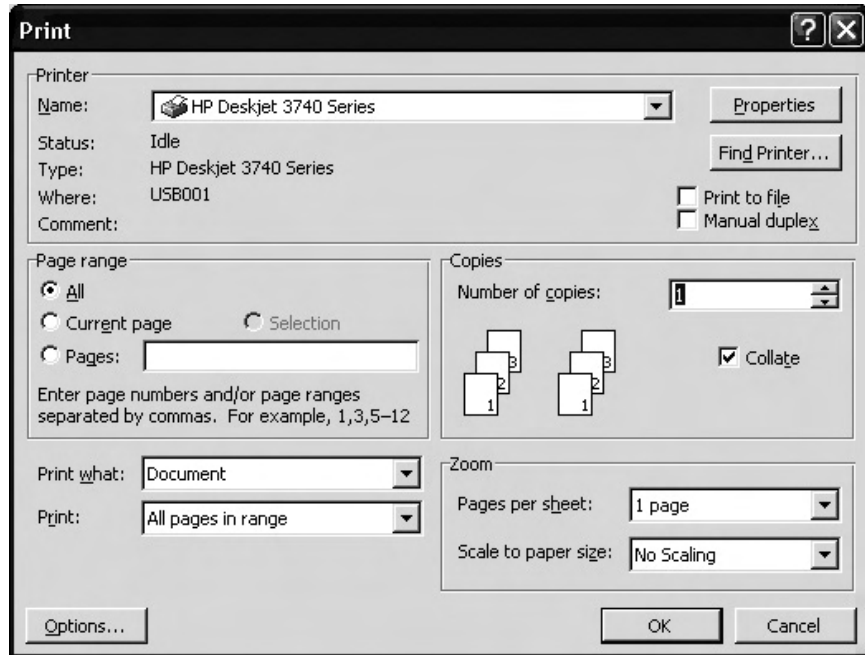 Print
Printer
Name: HP Deskjet 3740 Series Properties
Status: Idle
Type: HP Deskjet 3740 Series Find Printer...
Where: USB001 Print to file
Comment: Manual duplex
Page range
All
Current page Selection
Pages:
Enter page numbers and/or page ranges
separated by commas. For example, 1,3,5–12
Copies
Number of copies: 1
3 3
2 2
1 1
Collate
Print what: Document
Print: All pages in range
Zoom
Pages per sheet: 1 page
Scale to paper size: No Scaling
Options... OK Cancel